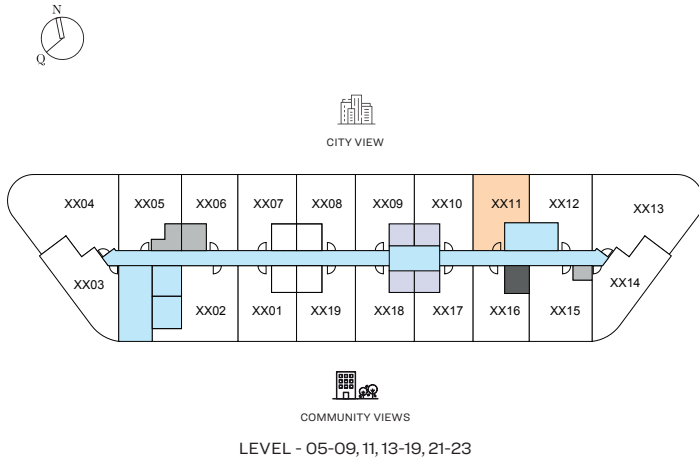 N
Q
CITY VIEW
XX04 XX05 XX06 XX07 XX08 XX09 XX10 XX11 XX12 XX13
XX03 XX14
XX02 XX01 XX19 XX18 XX17 XX16 XX15
COMMUNITY VIEWS
LEVEL - 05-09, 11, 13-19, 21-23